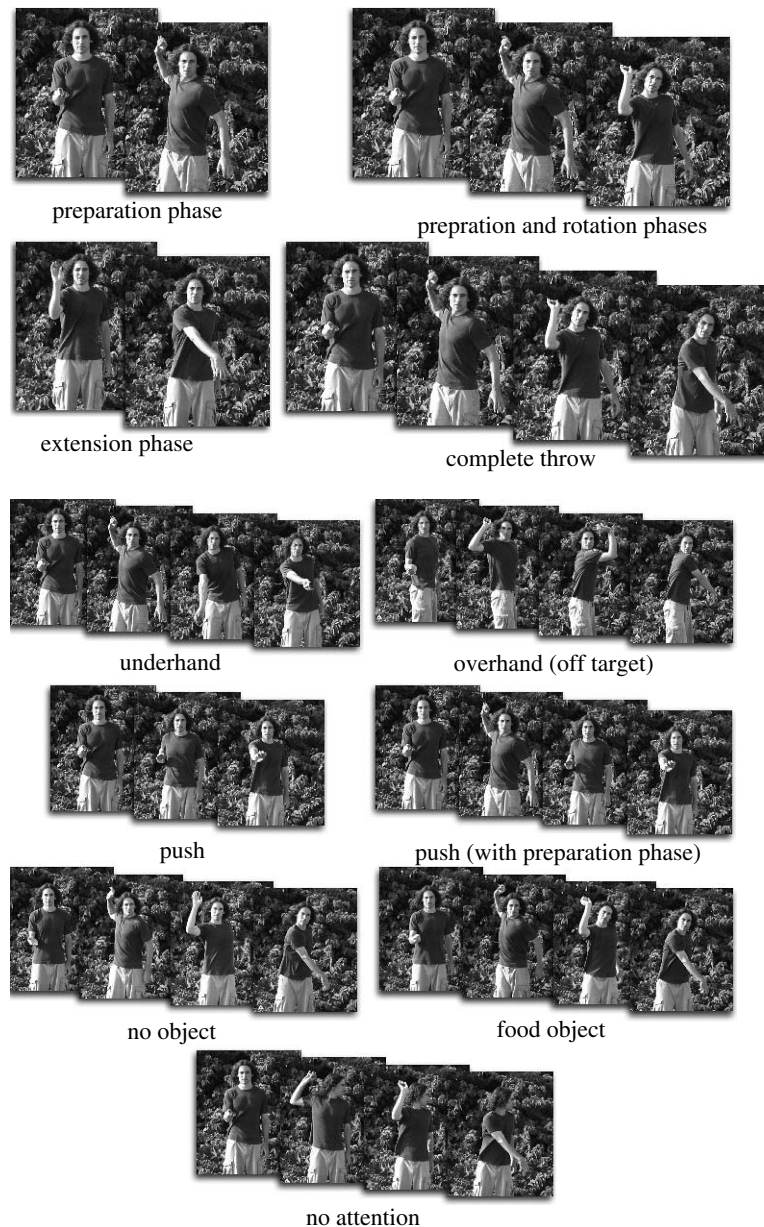 preparation phase
prepration and rotation phases
extension phase
complete throw
underhand
overhand (off target)
push
push (with preparation phase)
no object
food object
no attention